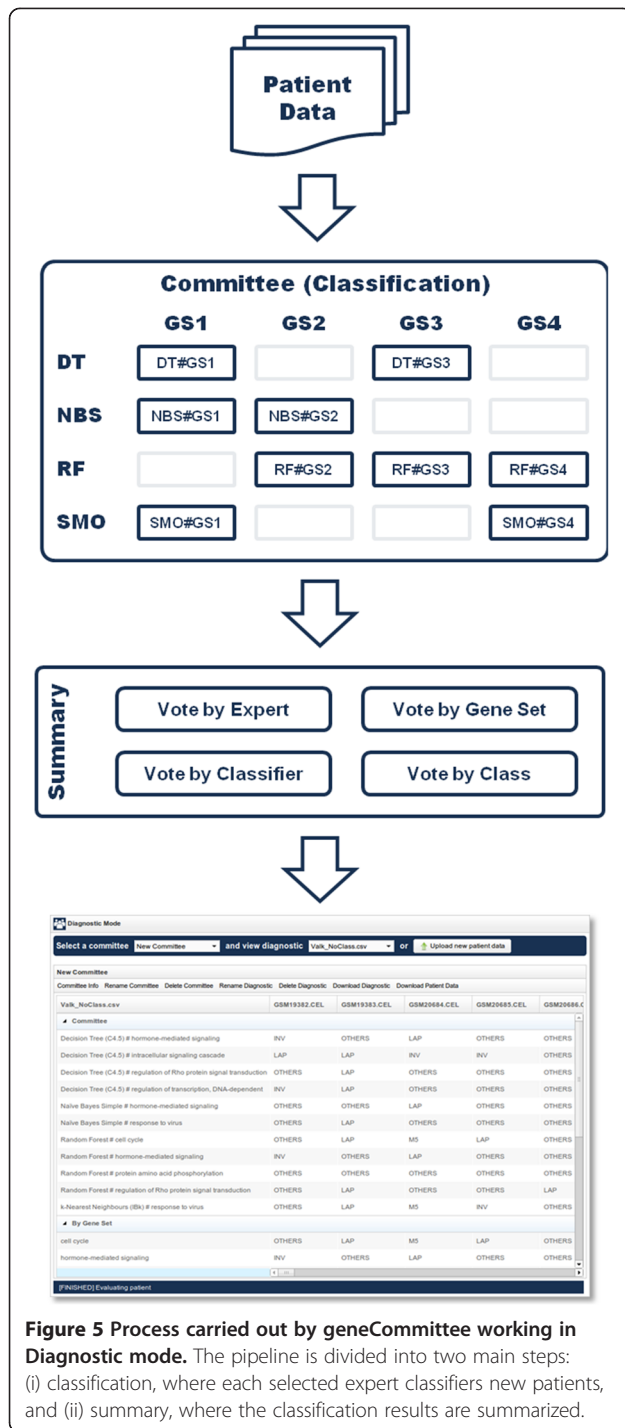 Patient
Data
Committee (Classification)
GS1 GS2 GS3 GS4
DT DT#GS1 DT#GS3
NBS NBS#GS1 NBS#GS2
RF RF#GS2 RF#GS3 RF#GS4
SMO SMO#GS1 SMO#GS4
Summary
Vote by Expert Vote by Gene Set
Vote by Classifier Vote by Class
Diagnostic Mode
Select a committee New Committee and view diagnostic Valk_NoClass.csv or Upload new patient data
New Committee
Committee Info Rename Committee Delete Committee Rename Diagnostic Delete Diagnostic Download Diagnostic Download Patient Data
Valk_NoClass.csv GSM19382.CEL GSM19383.CEL GSM20684.CEL GSM20685.CEL GSM20686.C
Committee
Decision Tree (C4.5) # hormone-mediated signaling INV OTHERS LAP OTHERS OTHERS
Decision Tree (C4.5) # intracellular signaling cascade LAP LAP INV INV OTHERS
Decision Tree (C4.5) # regulation of Rho protein signal transduction OTHERS LAP OTHERS OTHERS OTHERS
Decision Tree (C4.5) # regulation of transcription, DNA-dependent INV LAP OTHERS OTHERS OTHERS
Naïve Bayes Simple # hormone-mediated signaling OTHERS OTHERS LAP OTHERS OTHERS
Naïve Bayes Simple # response to virus OTHERS LAP OTHERS OTHERS OTHERS
Random Forest # cell cycle OTHERS LAP M5 LAP OTHERS
Random Forest # hormone-mediated signaling INV OTHERS LAP OTHERS OTHERS
Random Forest # protein amino acid phosphorylation OTHERS OTHERS OTHERS OTHERS OTHERS
Random Forest # regulation of Rho protein signal transduction OTHERS LAP OTHERS OTHERS LAP
k-Nearest Neighbours (IBk) # response to virus OTHERS LAP M5 INV OTHERS
By Gene Set
cell cycle OTHERS LAP M5 LAP OTHERS
hormone-mediated signaling INV OTHERS LAP OTHERS OTHERS
[FINISHED] Evaluating patient
Figure 5 Process carried out by geneCommittee working in
Diagnostic mode. The pipeline is divided into two main steps:
(i) classification, where each selected expert classifiers new patients,
and (ii) summary, where the classification results are summarized.